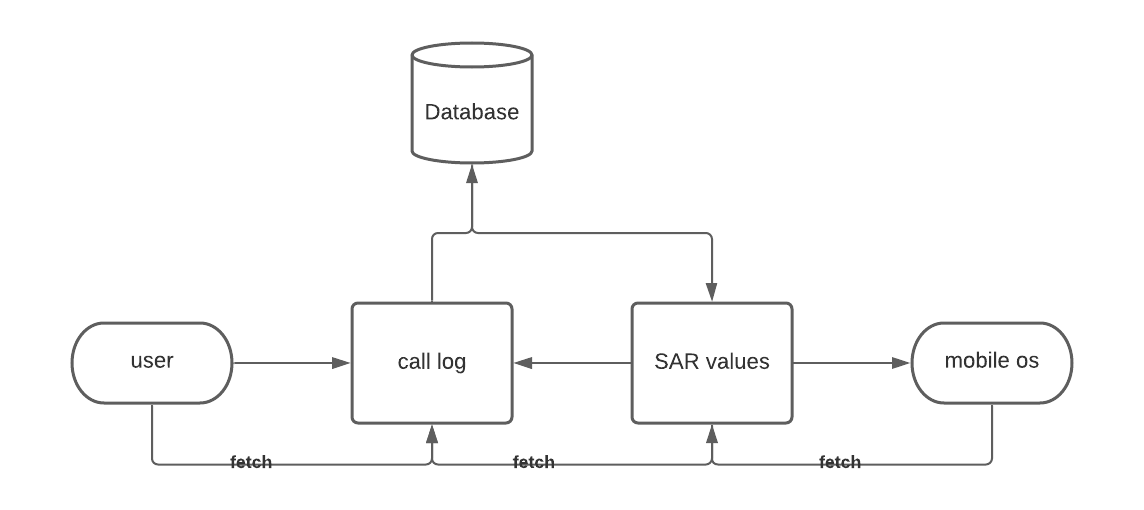 Database
user
call log
SAR values
mobile os
fetch
fetch
fetch